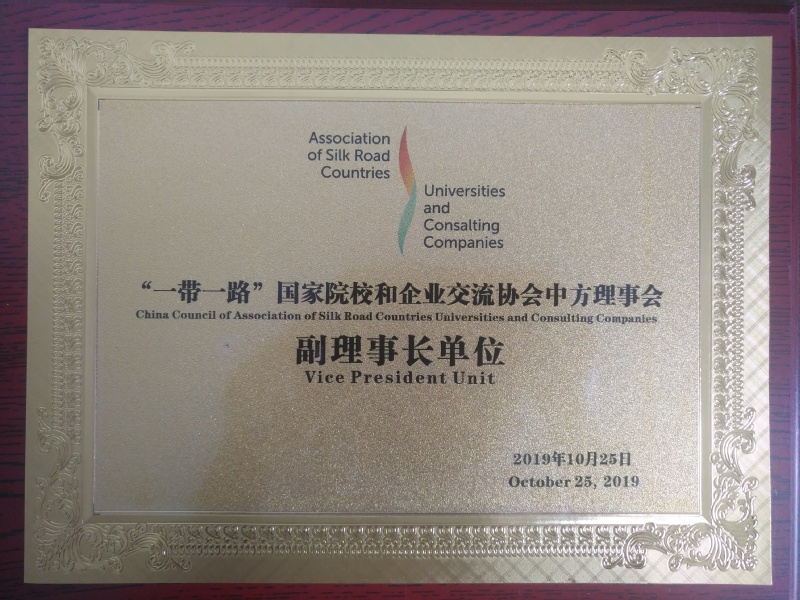 Association
of Silk Road
Countries
Universities
and
Consalting
Companies
“一带一路”国家院校和企业交流协会中方理事会
China Council of Association of Silk Road Countries Universities and Consulting Companies
副理事长单位
Vice President Unit
2019年10月25日
October 25, 2019